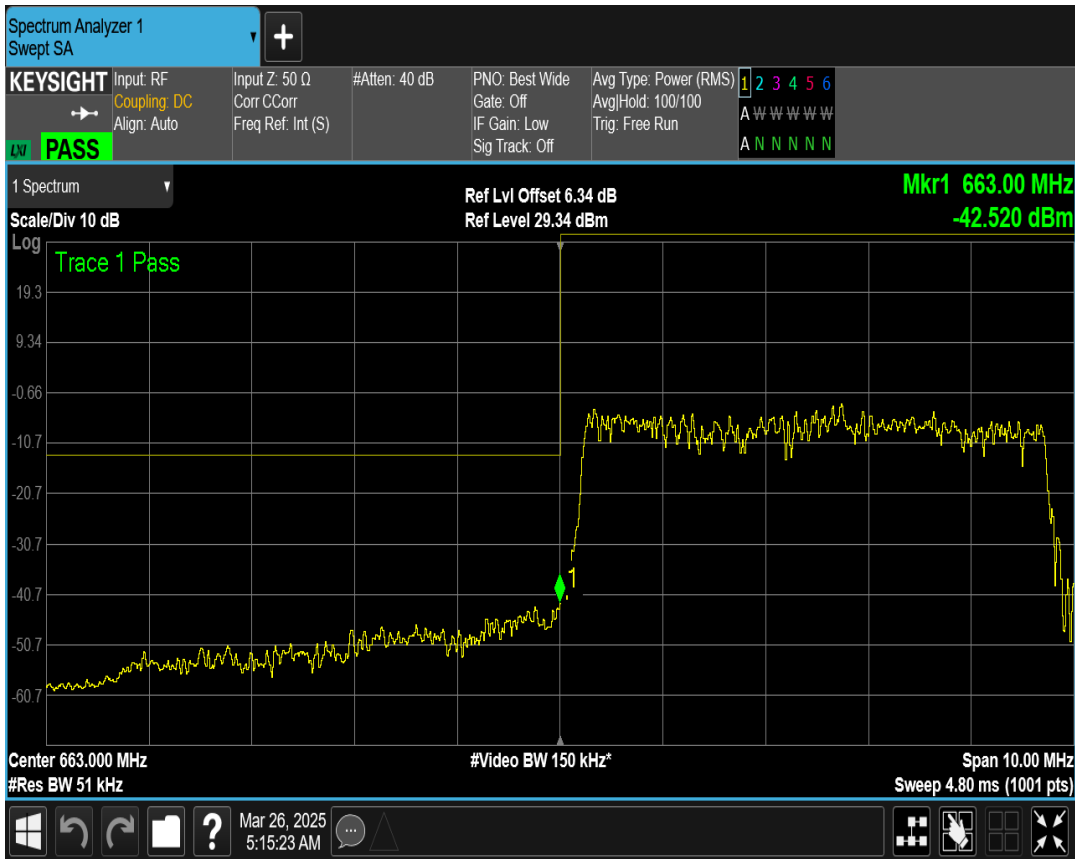 Spectrum Analyzer 1
Swept SA
KEYSIGHT
LXI PASS
Input: RF
Coupling: DC
Align: Auto
Input Z: 50 Ω
Corr CCorr
Freq Ref: Int (S)
#Atten: 40 dB
PNO: Best Wide
Gate: Off
IF Gain: Low
Sig Track: Off
Avg Type: Power (RMS)
Avg|Hold: 100/100
Trig: Free Run
1 2 3 4 5 6
A W W W W W
A N N N N N
1 Spectrum
Scale/Div 10 dB
Ref Lvl Offset 6.34 dB
Ref Level 29.34 dBm
Mkr1 663.00 MHz
-42.520 dBm
Log
Trace 1 Pass
19.3
9.34
-0.66
-10.7
-20.7
-30.7
-40.7
-50.7
-60.7
1
Center 663.000 MHz
#Res BW 51 kHz
#Video BW 150 kHz*
Span 10.00 MHz
Sweep 4.80 ms (1001 pts)
?
Mar 26, 2025
5:15:23 AM